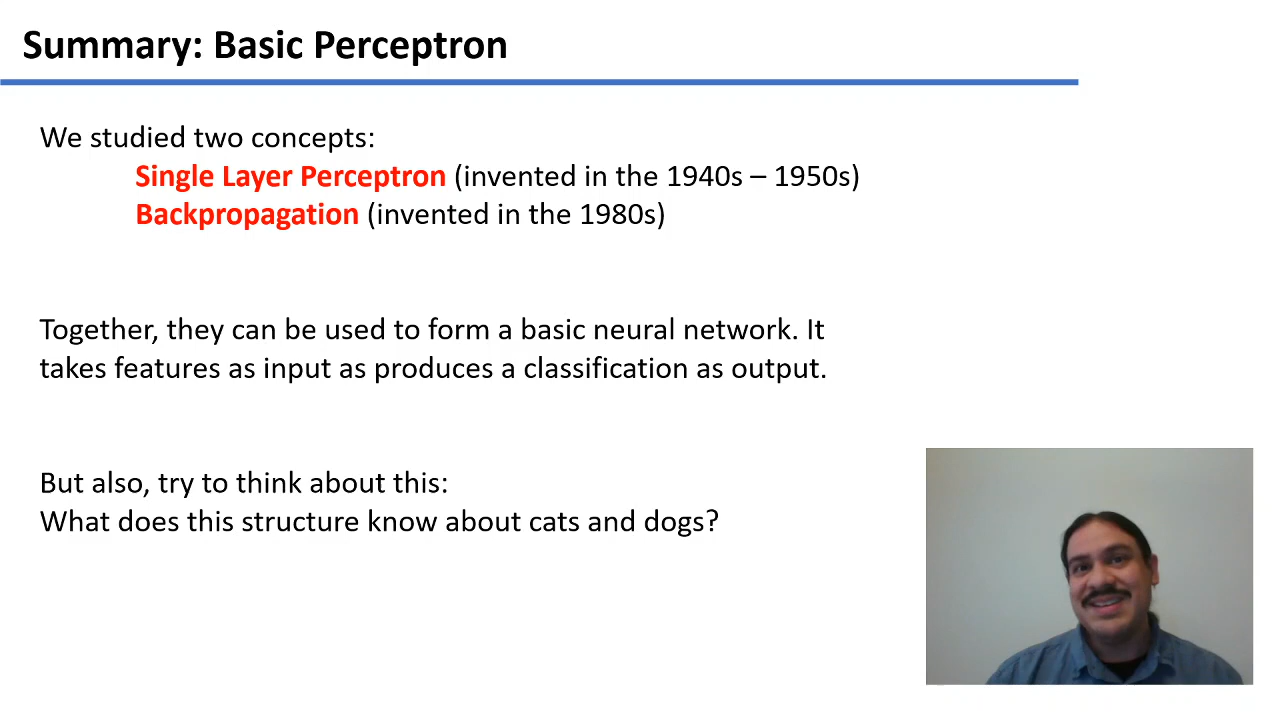 Summary: Basic Perceptron
We studied two concepts:
Single Layer Perceptron (invented in the 1940s – 1950s)
Backpropagation (invented in the 1980s)
Together, they can be used to form a basic neural network. It
takes features as input as produces a classification as output.
But also, try to think about this:
What does this structure know about cats and dogs?